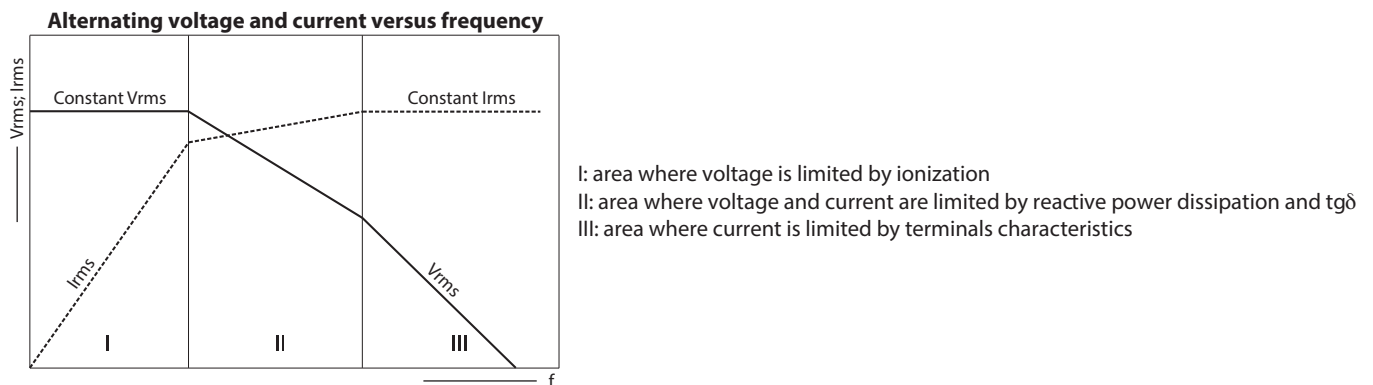 Alternating voltage and current versus frequency
Vrms; Irms
Constant Vrms
Constant Irms
Irms
Vrms
I
II
III
f
I: area where voltage is limited by ionization
II: area where voltage and current are limited by reactive power dissipation and tgδ
III: area where current is limited by terminals characteristics